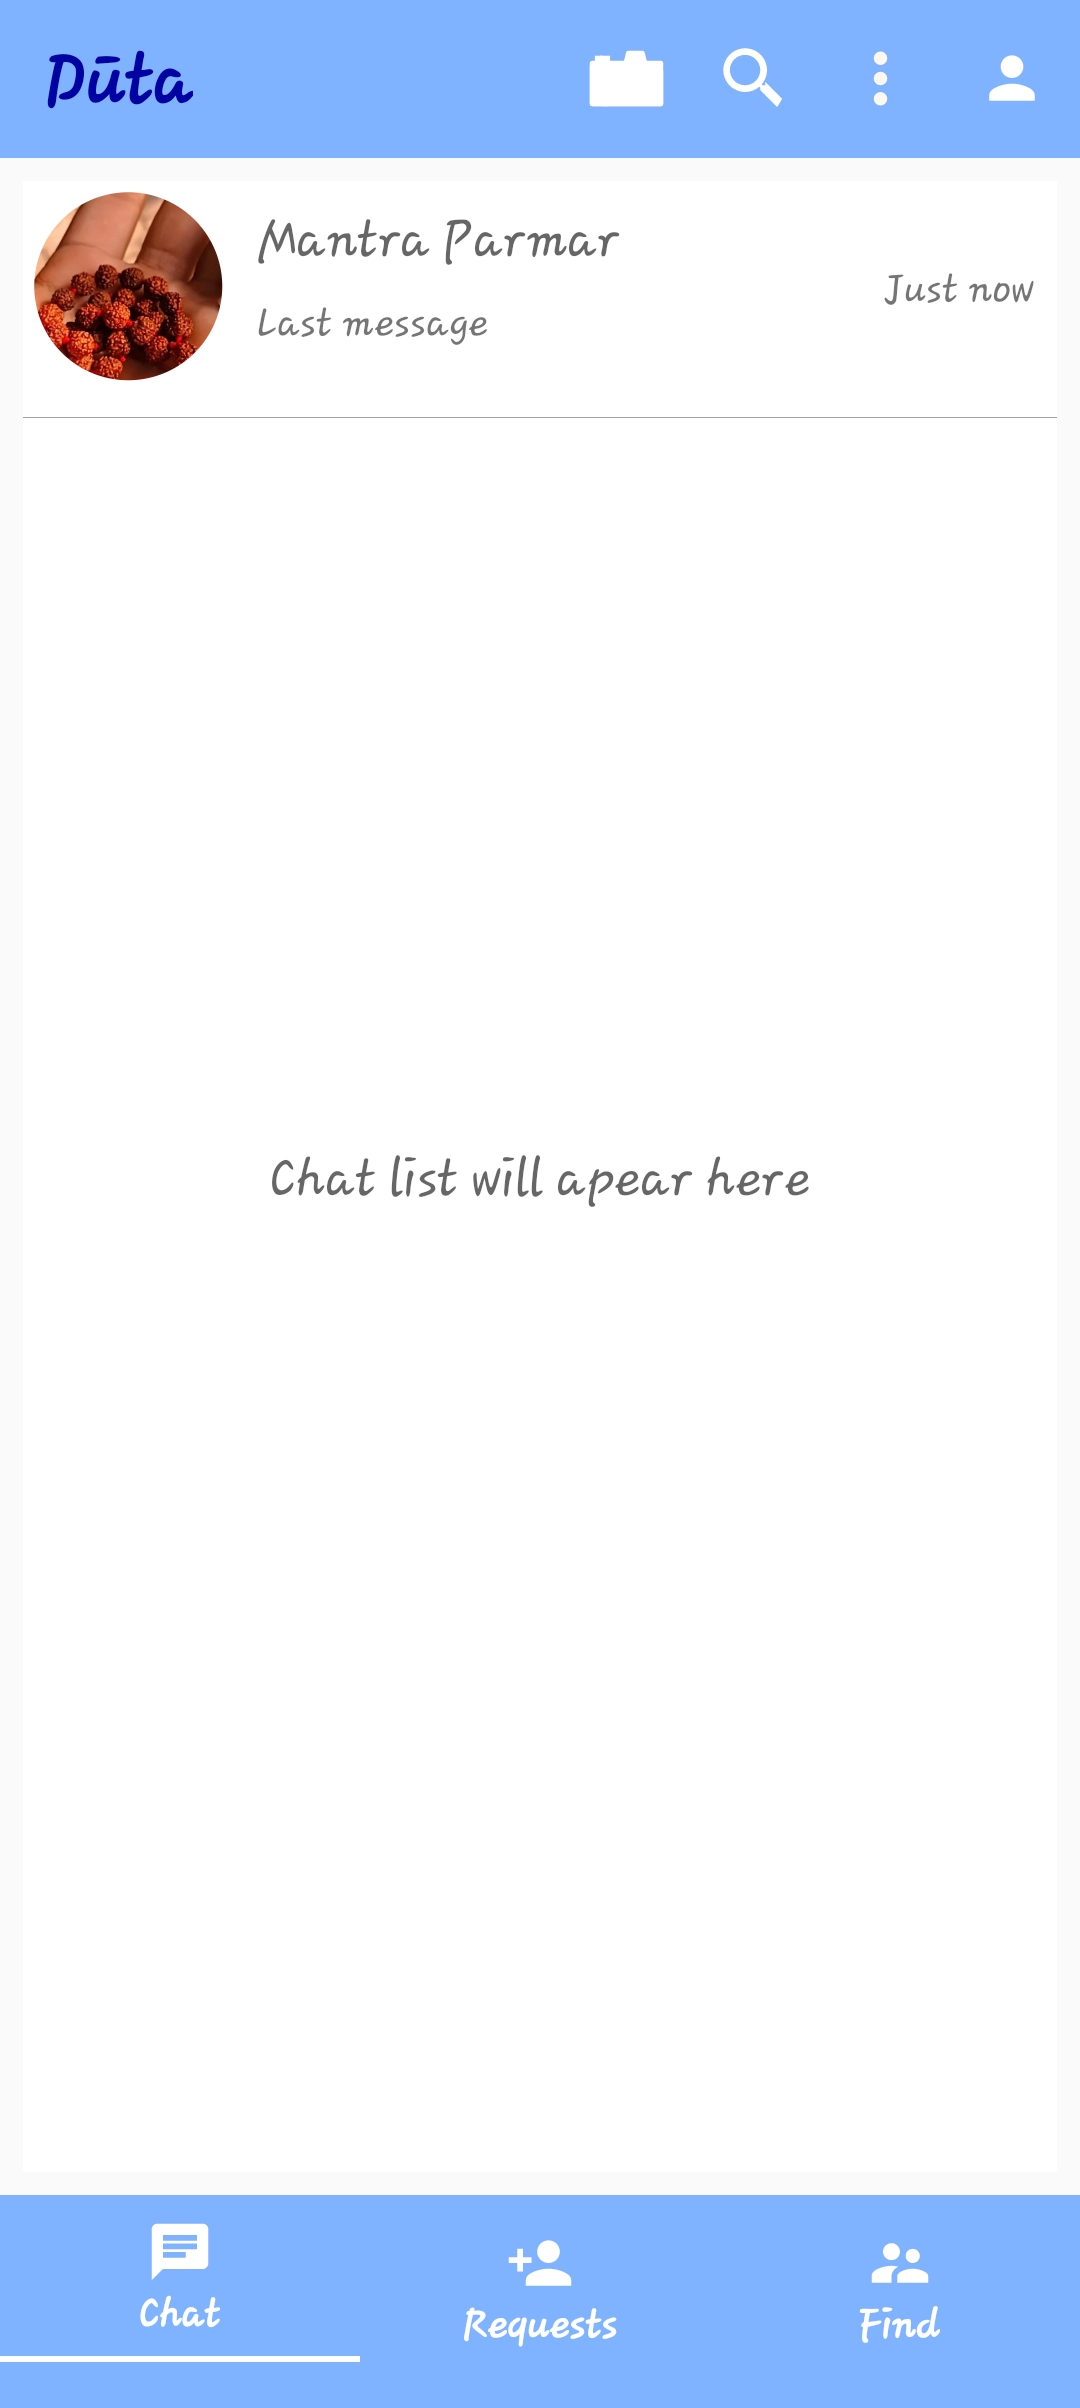 Dūta
Mantra Parmar
Last message
Just now
Chat list will apear here
Chat
Requests
Find